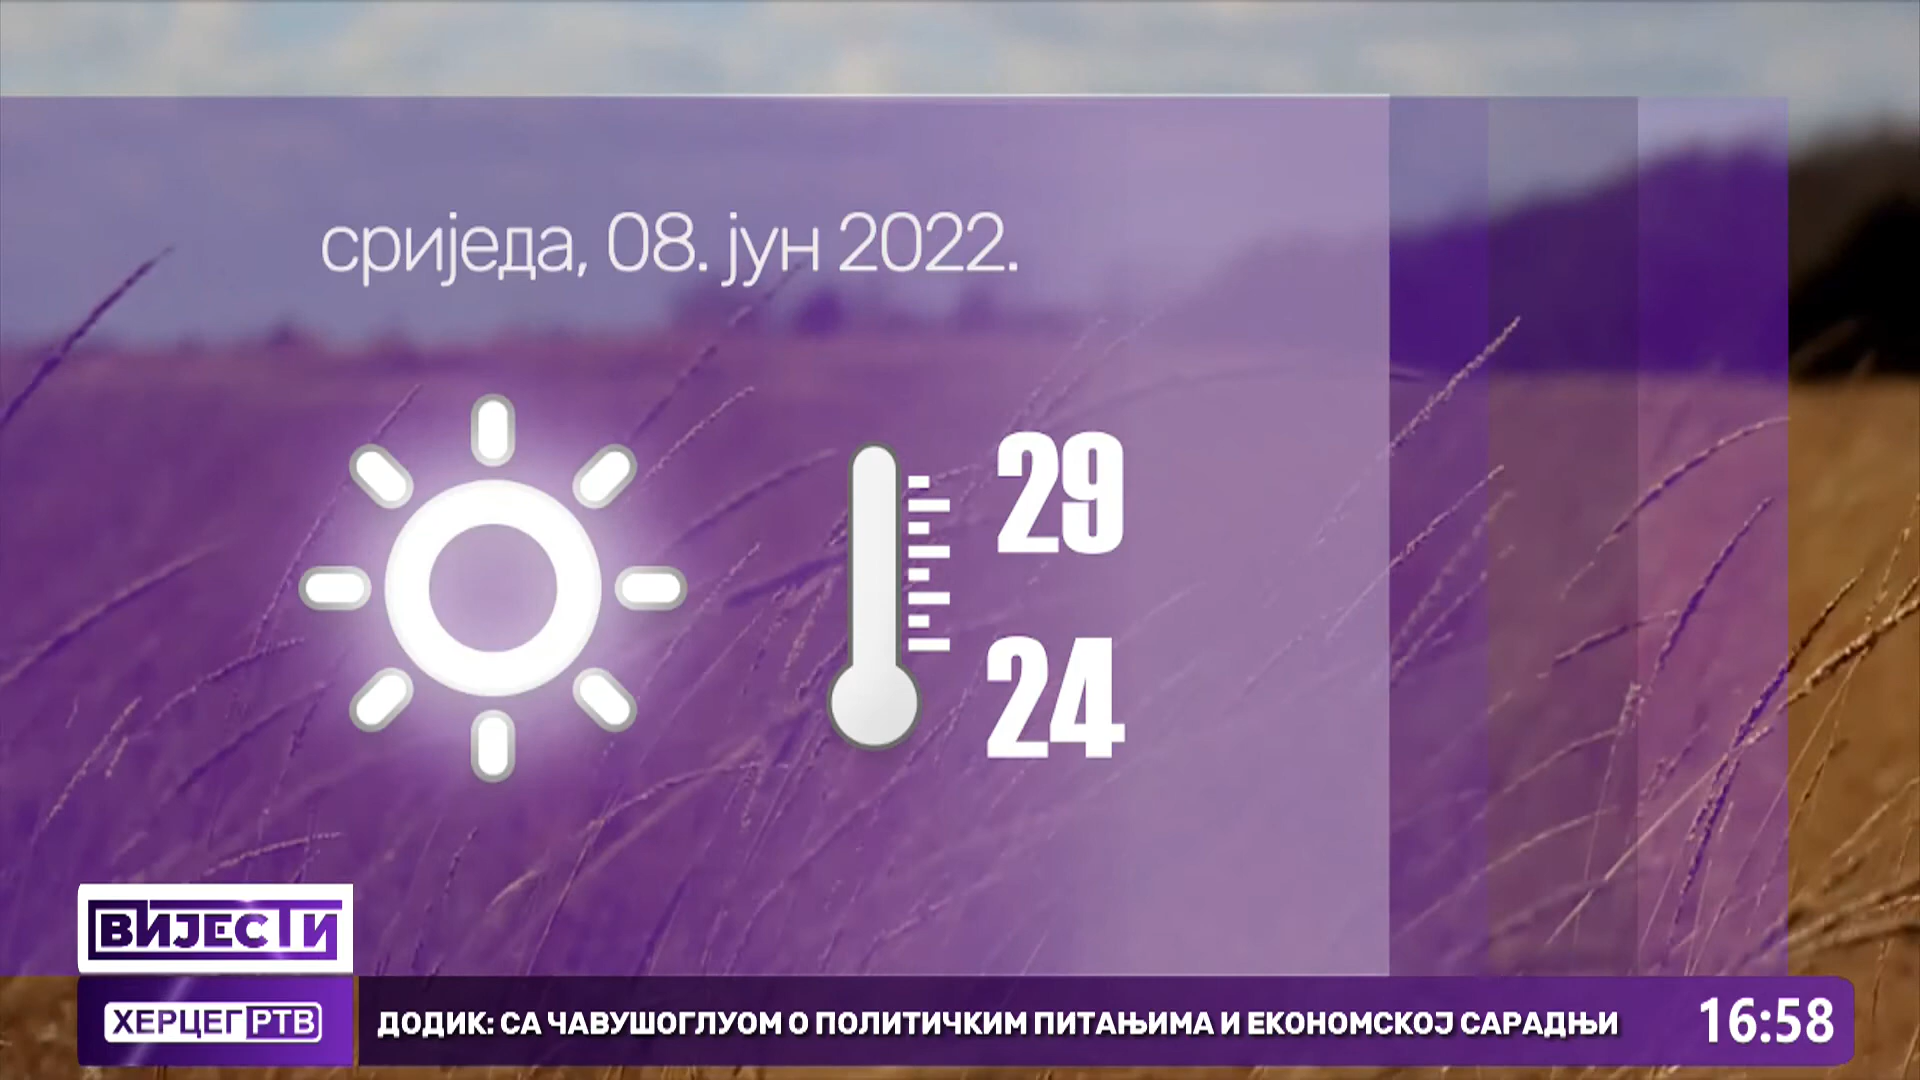 сриједа, 08. јун 2022.
29
24
ВИЈЕСТИ
ХЕРЦЕГ РТВ
ДОДИК: СА ЧАВУШОГЛУОМ О ПОЛИТИЧКИМ ПИТАЊИМА И ЕКОНОМСКОЈ САРАДЊИ
16:58